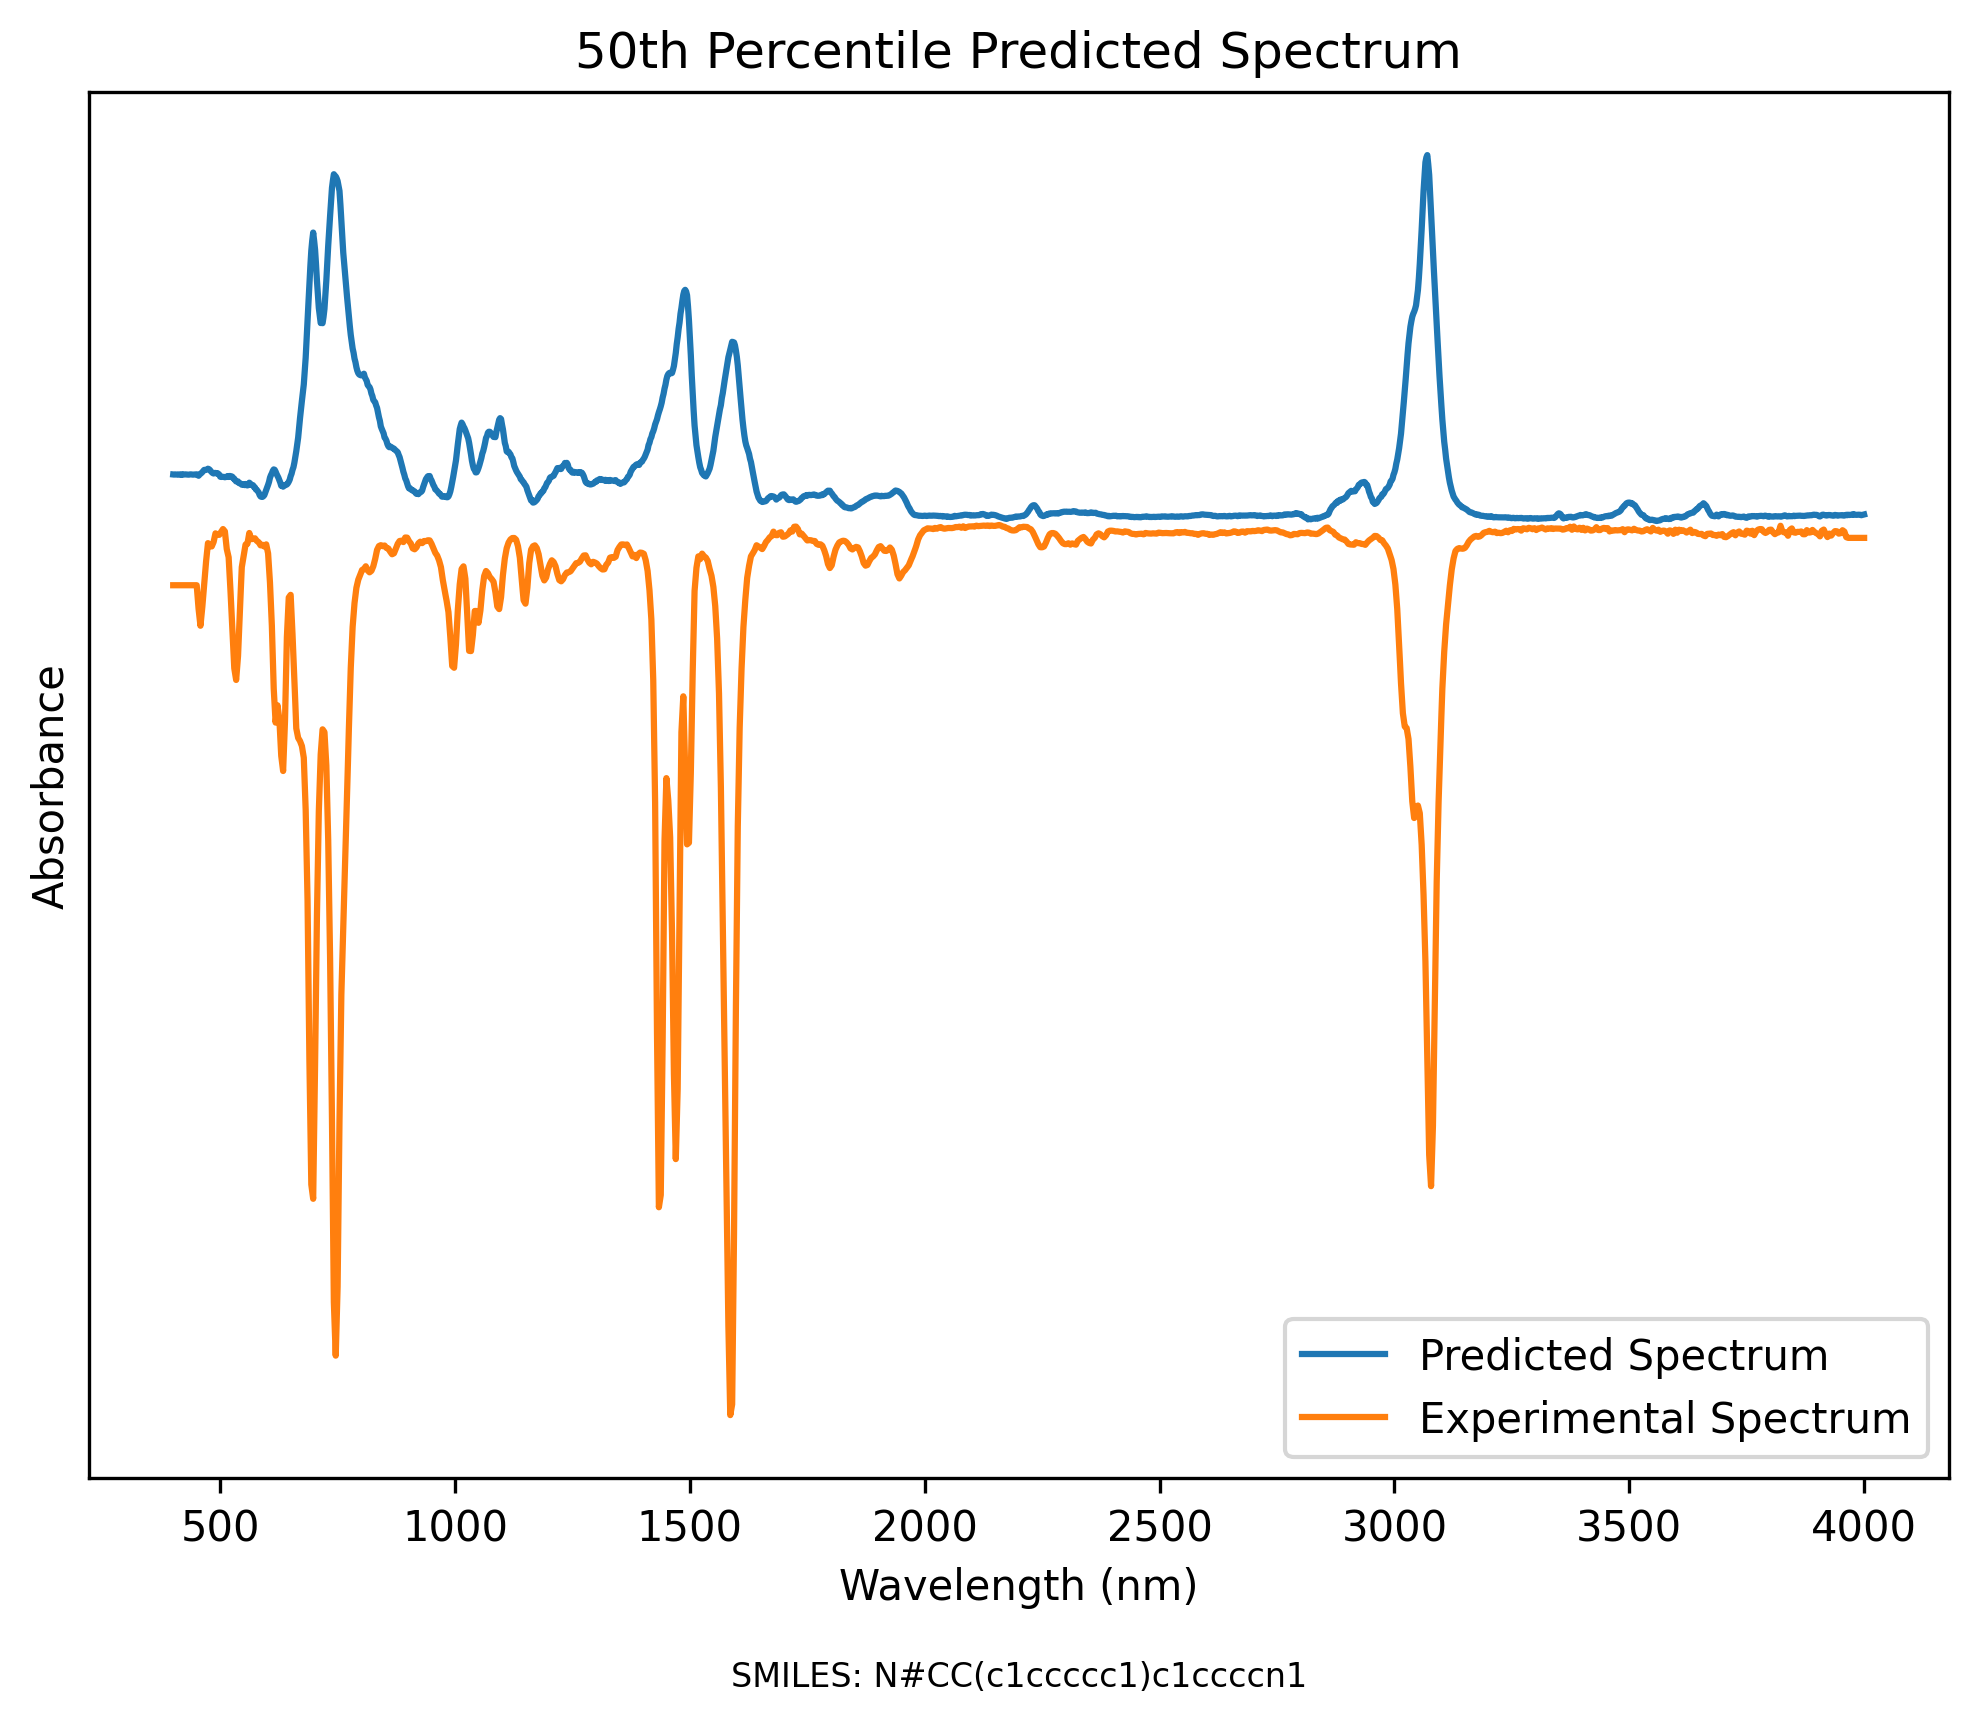 50th Percentile Predicted Spectrum
Absorbance
Predicted Spectrum
Experimental Spectrum
500 1000 1500 2000 2500 3000 3500 4000
Wavelength (nm)
SMILES: N#CC(c1ccccc1)c1ccccn1